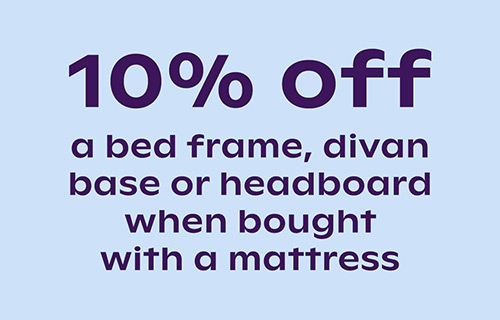 10% off
a bed frame, divan
base or headboard
when bought
with a mattress